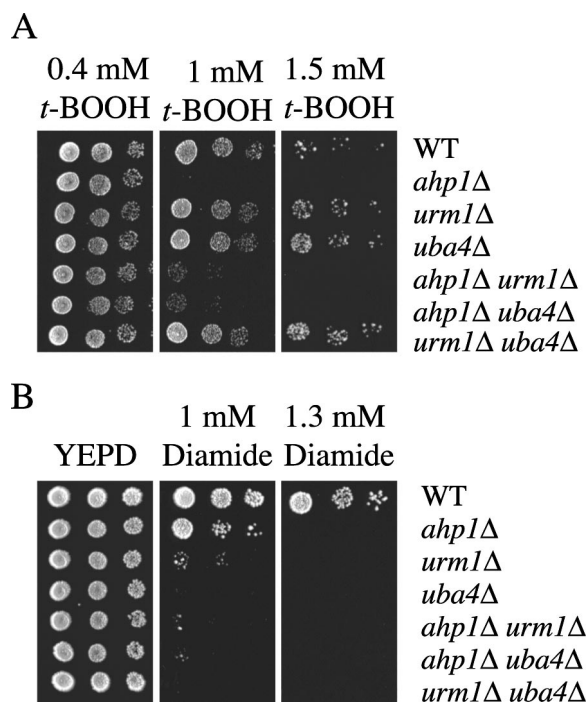 A
0.4 mM 1 mM 1.5 mM
t-BOOH t-BOOH t-BOOH
WT
ahp1Δ
urm1Δ
uba4Δ
ahp1Δ urm1Δ
ahp1Δ uba4Δ
urm1Δ uba4Δ
B
1 mM 1.3 mM
YEPD Diamide Diamide
WT
ahp1Δ
urm1Δ
uba4Δ
ahp1Δ urm1Δ
ahp1Δ uba4Δ
urm1Δ uba4Δ